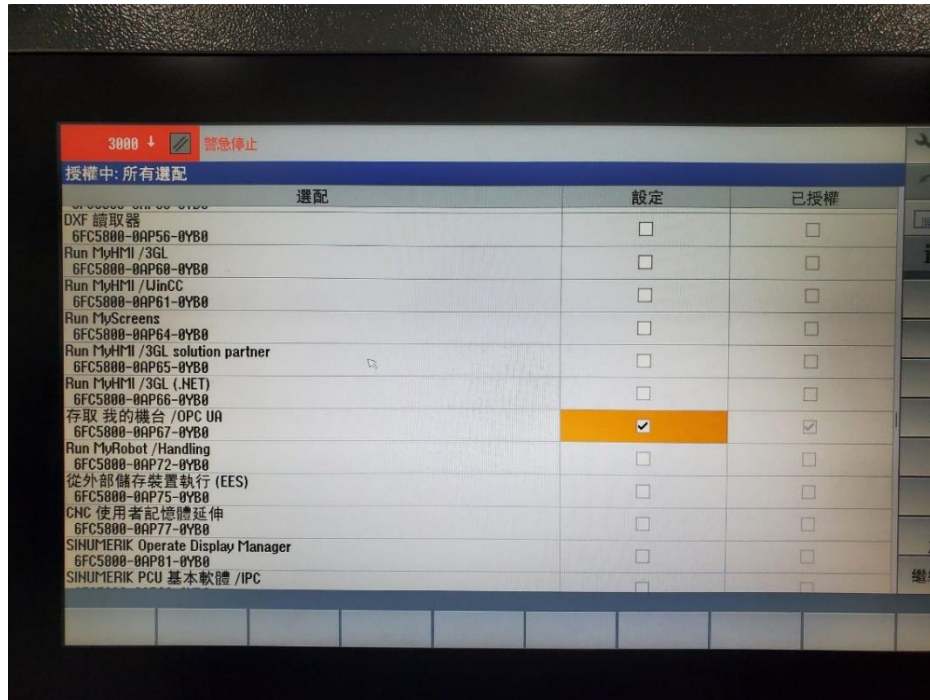 3000 ↓ 警急停止
授權中: 所有選配
選配 設定 已授權
DXF 讀取器
6FC5800-0AP56-0YB0
Run MyHMI /3GL
6FC5800-0AP60-0YB0
Run MyHMI /WinCC
6FC5800-0AP61-0YB0
Run MyScreens
6FC5800-0AP64-0YB0
Run MyHMI /3GL solution partner
6FC5800-0AP65-0YB0
Run MyHMI /3GL (.NET)
6FC5800-0AP66-0YB0
存取 我的機台 /OPC UA
6FC5800-0AP67-0YB0
Run MyRobot /Handling
6FC5800-0AP72-0YB0
從外部儲存裝置執行 (EES)
6FC5800-0AP75-0YB0
CNC 使用者記憶體延伸
6FC5800-0AP77-0YB0
SINUMERIK Operate Display Manager
6FC5800-0AP81-0YB0
SINUMERIK PCU 基本軟體 /IPC